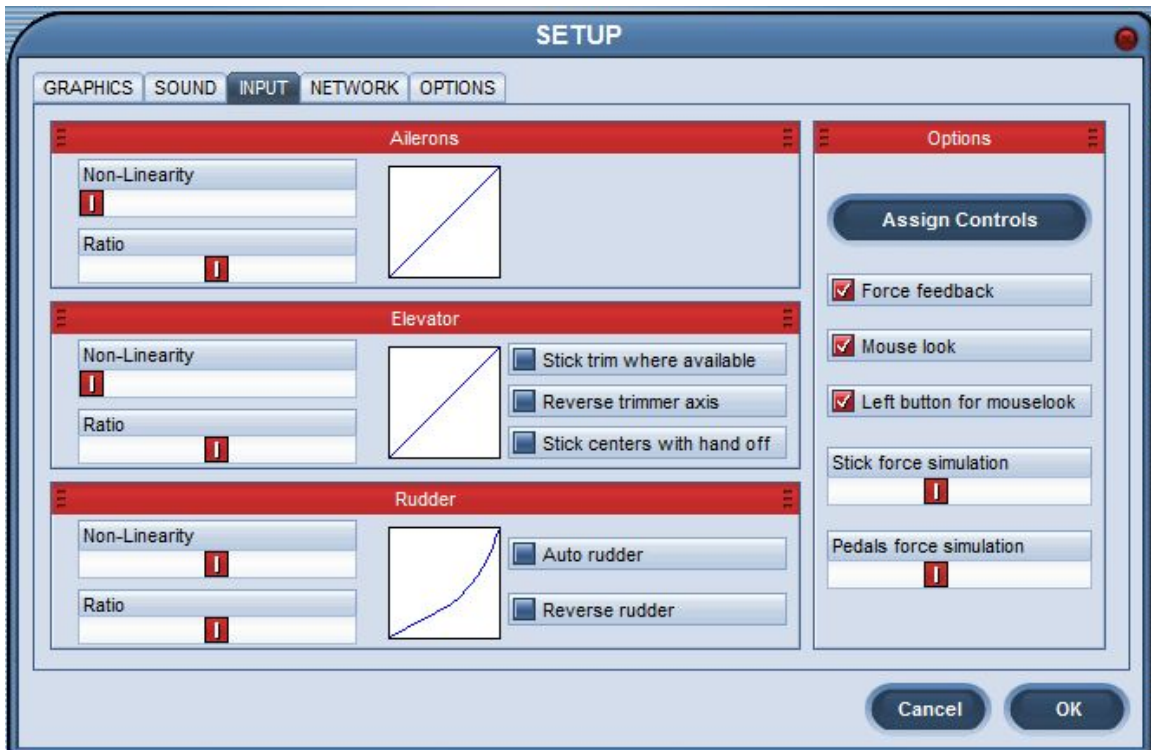 SETUP
GRAPHICS SOUND INPUT NETWORK OPTIONS
Ailerons
Non-Linearity
Ratio
Elevator
Non-Linearity
Ratio
Stick trim where available
Reverse trimmer axis
Stick centers with hand off
Rudder
Non-Linearity
Ratio
Auto rudder
Reverse rudder
Options
Assign Controls
Force feedback
Mouse look
Left button for mouselook
Stick force simulation
Pedals force simulation
Cancel OK